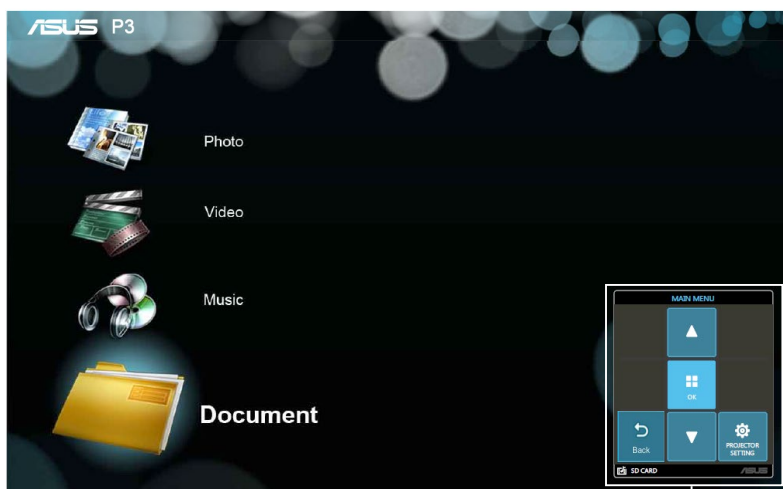 ASUS P3
Photo
Video
Music
Document
MAIN MENU
OK
Back
PROJECTOR
SETTING
SD CARD
ASUS